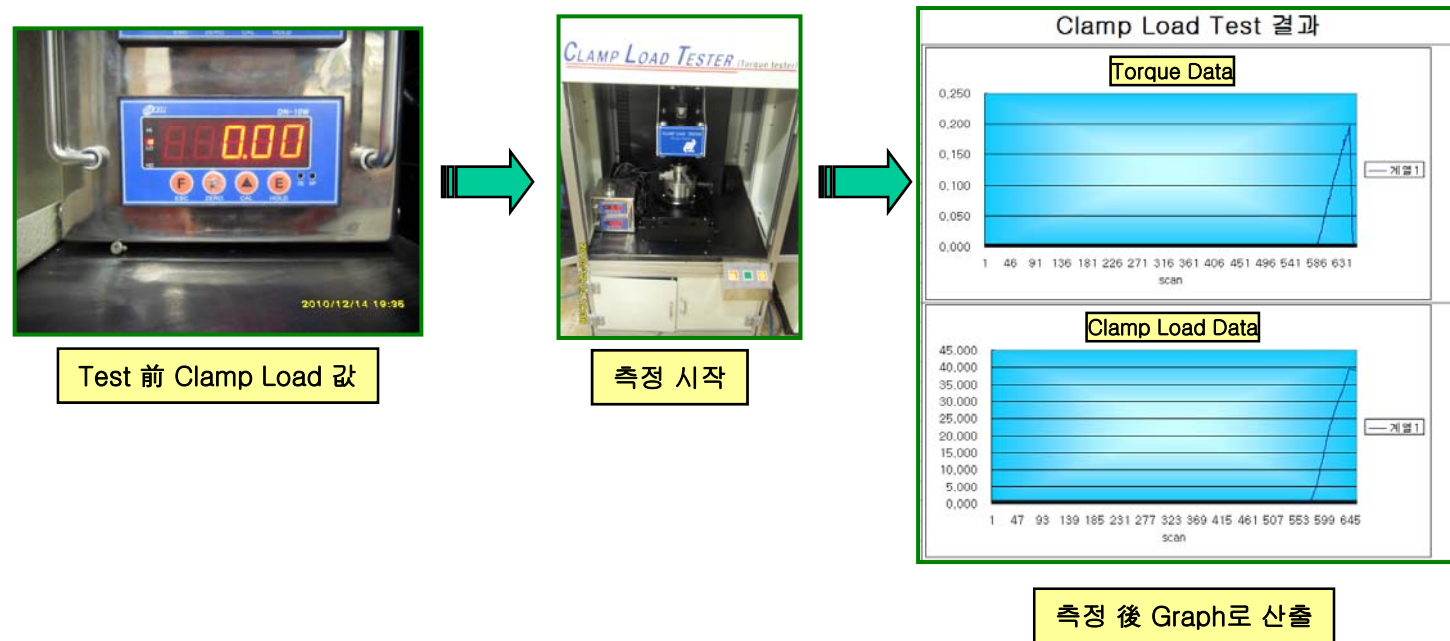 DN-10W
0.00
F
E
ESC ZERO CAL HOLD
2010/12/14 19:36
Test 前 Clamp Load 값
CLAMP LOAD TESTER (Torque tester)
CLAMP LOAD TESTER
측정 시작
Clamp Load Test 결과
Torque Data
0,250
0,200
0,150
0,100
0,050
0,000
1 46 91 136 181 226 271 316 361 406 451 496 541 586 631
scan
계열1
Clamp Load Data
45,000
40,000
35,000
30,000
25,000
20,000
15,000
10,000
5,000
0,000
1 47 93 139 185 231 277 323 369 415 461 507 553 599 645
scan
계열1
측정 後 Graph로 산출